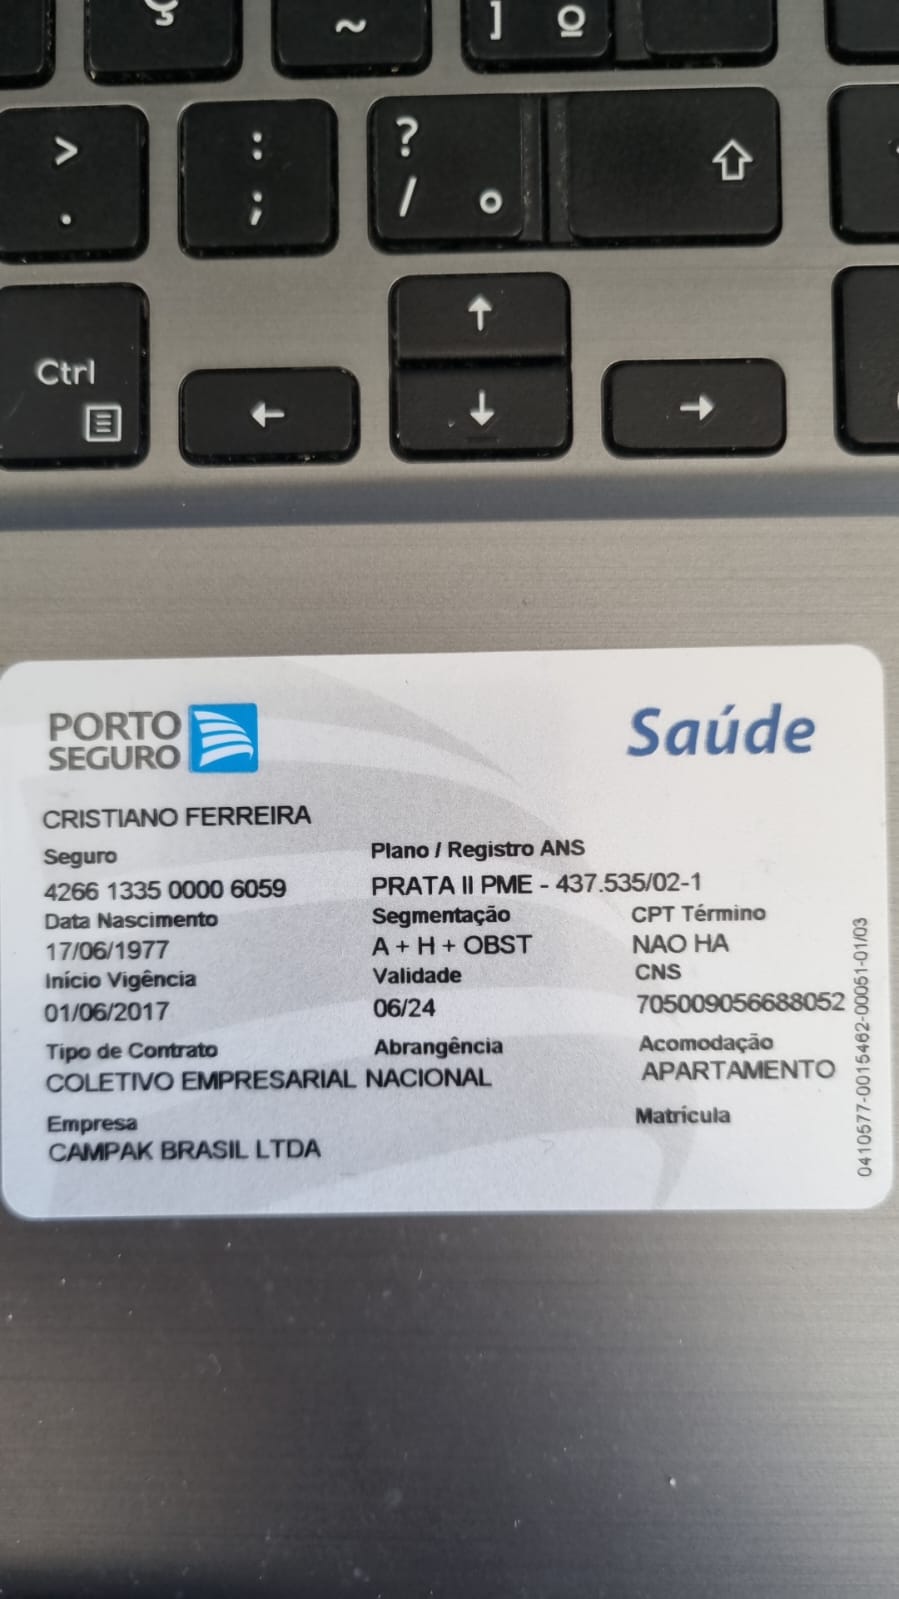 ç
~
] º
>
.
:
;
?
/ °
Ctrl
PORTO
SEGURO
Saúde
CRISTIANO FERREIRA
Seguro Plano / Registro ANS
4266 1335 0000 6059 PRATA II PME - 437.535/02-1
Data Nascimento Segmentação CPT Término
17/06/1977 A + H + OBST NAO HA
Início Vigência Validade CNS
01/06/2017 06/24 705009056688052
Tipo de Contrato Abrangência Acomodação
COLETIVO EMPRESARIAL NACIONAL APARTAMENTO
Empresa Matrícula
CAMPAK BRASIL LTDA
0410577-0015462-00051-01/03